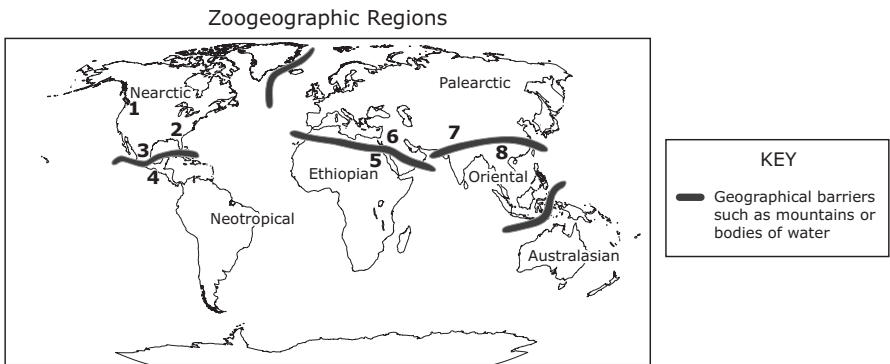 Zoogeographic Regions
Nearctic
Palearctic
1
2
3
4
5
6
7
8
Ethiopian
Oriental
Neotropical
Australasian
KEY
Geographical barriers
such as mountains or
bodies of water